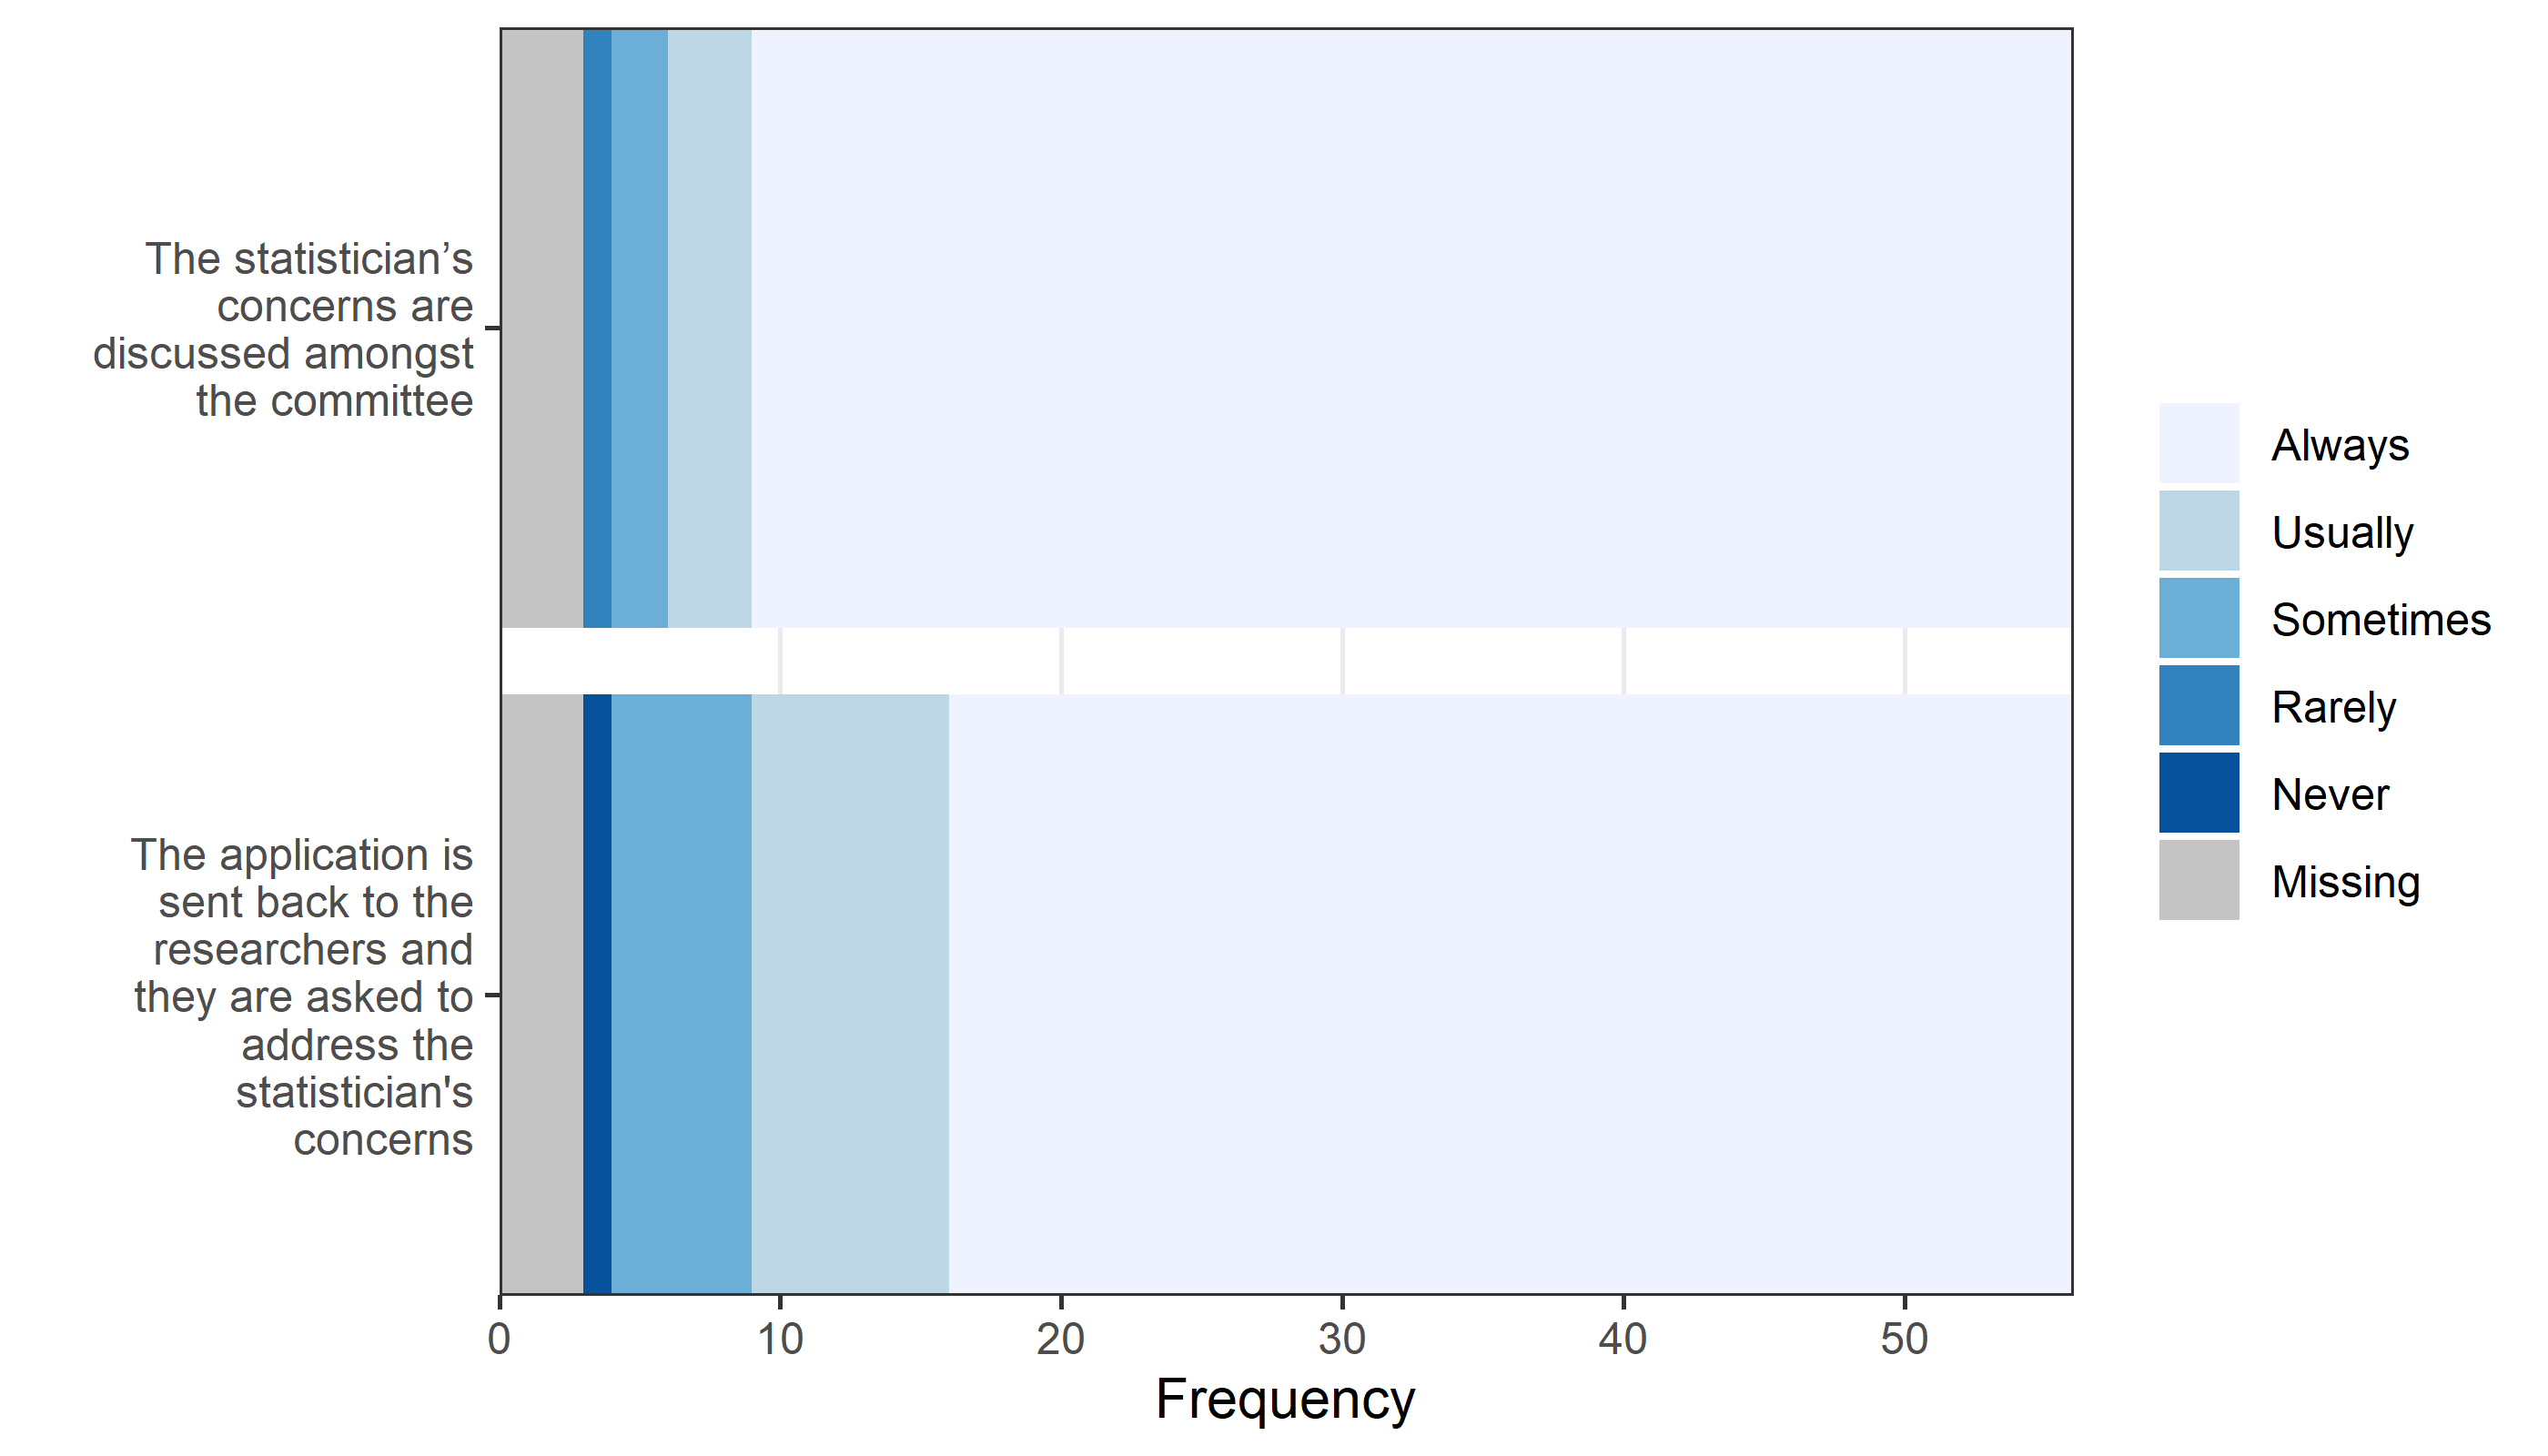 The statistician’s
concerns are
discussed amongst
the committee
The application is
sent back to the
researchers and
they are asked to
address the
statistician's
concerns
0 10 20 30 40 50
Frequency
Always
Usually
Sometimes
Rarely
Never
Missing